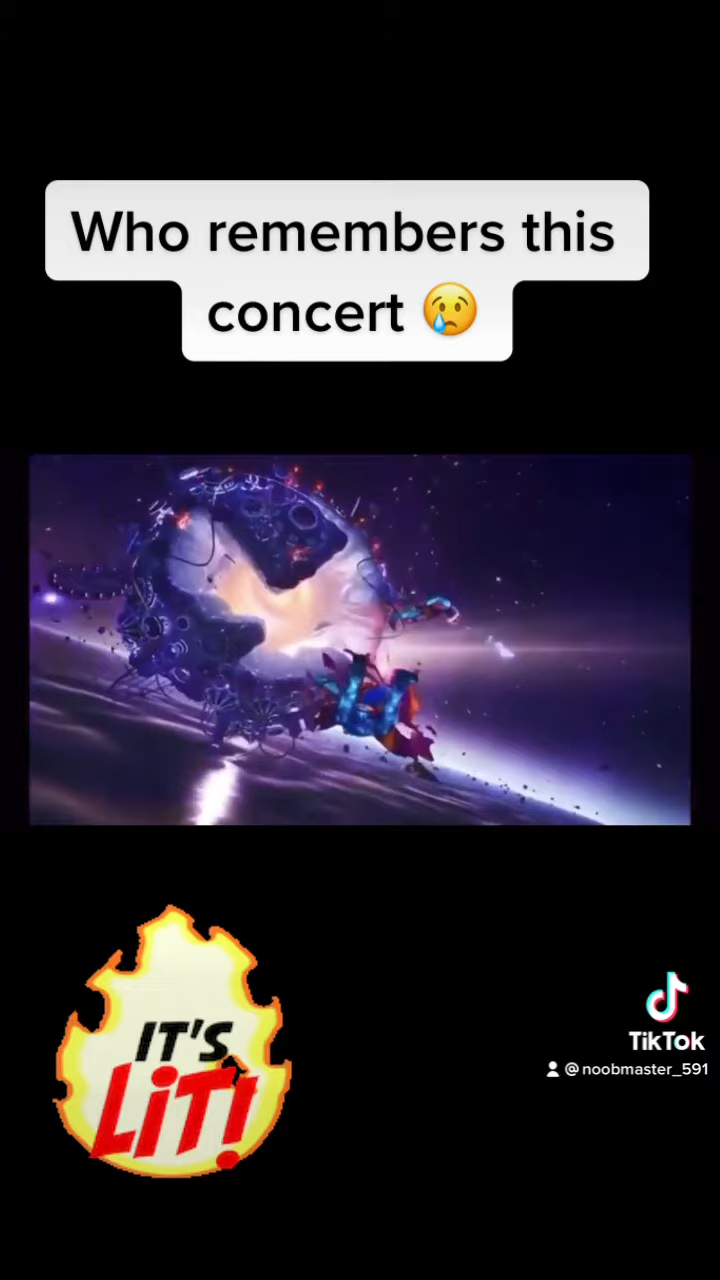 Who remembers this
concert 😢
IT'S
LiT!
TikTok
@noobmaster_591